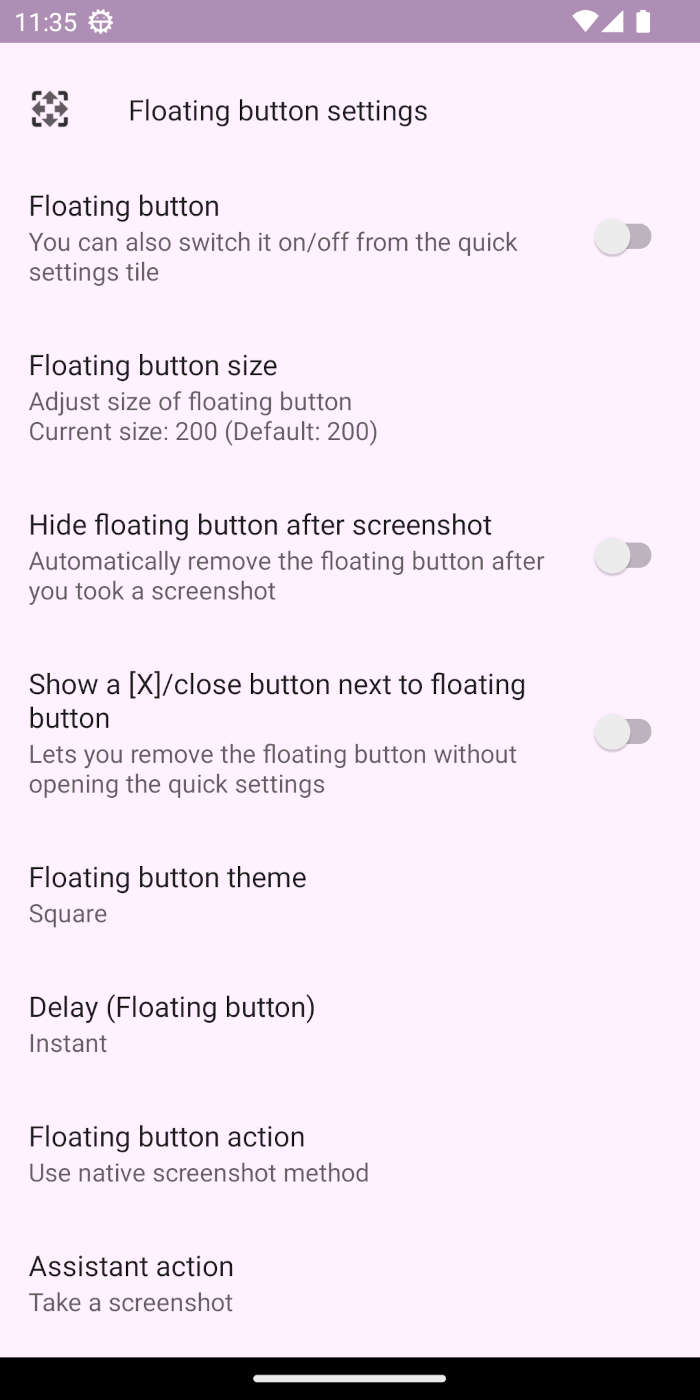 11:35
Floating button settings
Floating button
You can also switch it on/off from the quick
settings tile
Floating button size
Adjust size of floating button
Current size: 200 (Default: 200)
Hide floating button after screenshot
Automatically remove the floating button after
you took a screenshot
Show a [X]/close button next to floating
button
Lets you remove the floating button without
opening the quick settings
Floating button theme
Square
Delay (Floating button)
Instant
Floating button action
Use native screenshot method
Assistant action
Take a screenshot